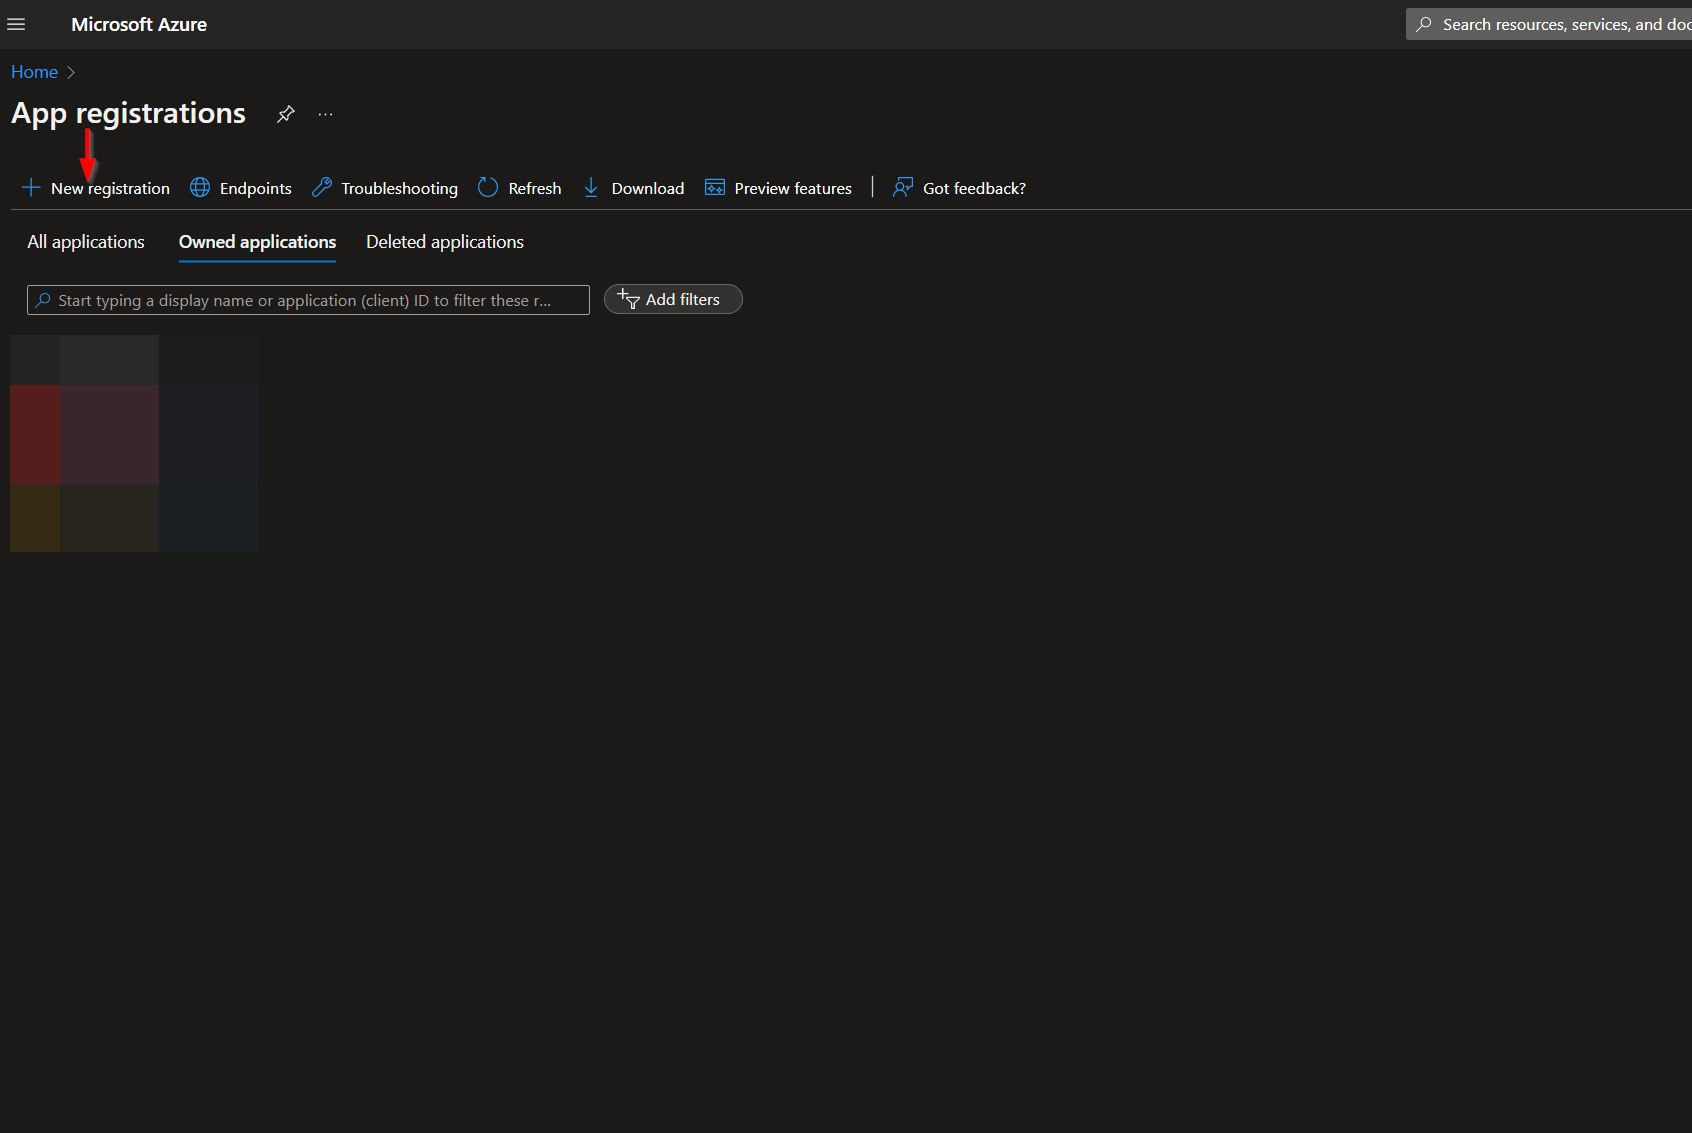 Microsoft Azure
Search resources, services, and doc
Home
App registrations
New registration Endpoints Troubleshooting Refresh Download Preview features Got feedback?
All applications Owned applications Deleted applications
Start typing a display name or application (client) ID to filter these r... Add filters